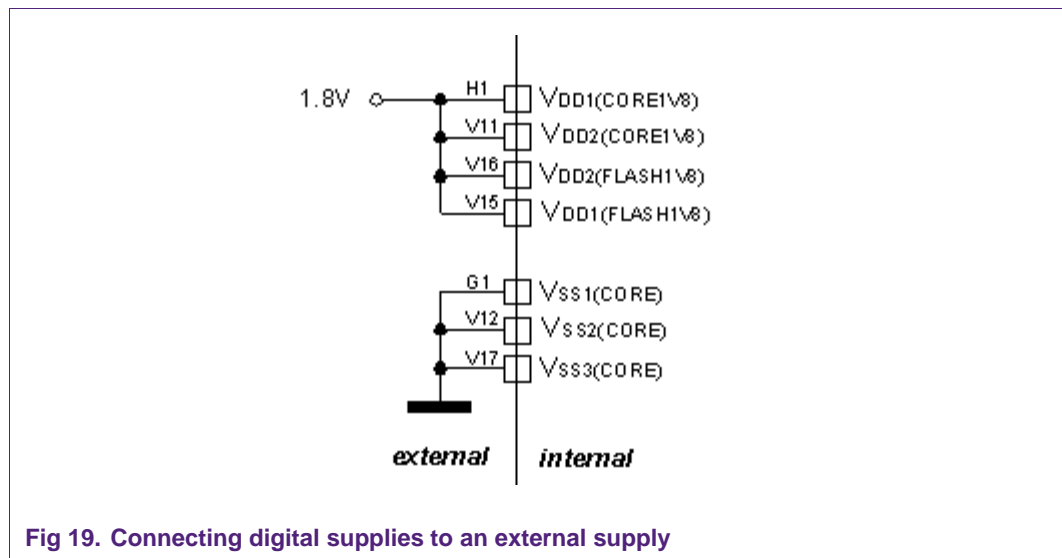 1.8V H1 VDD1(CORE1V8)
V11 VDD2(CORE1V8)
V16 VDD2(FLASH1V8)
V15 VDD1(FLASH1V8)
G1 VSS1(CORE)
V12 VSS2(CORE)
V17 VSS3(CORE)
external internal
Fig 19. Connecting digital supplies to an external supply